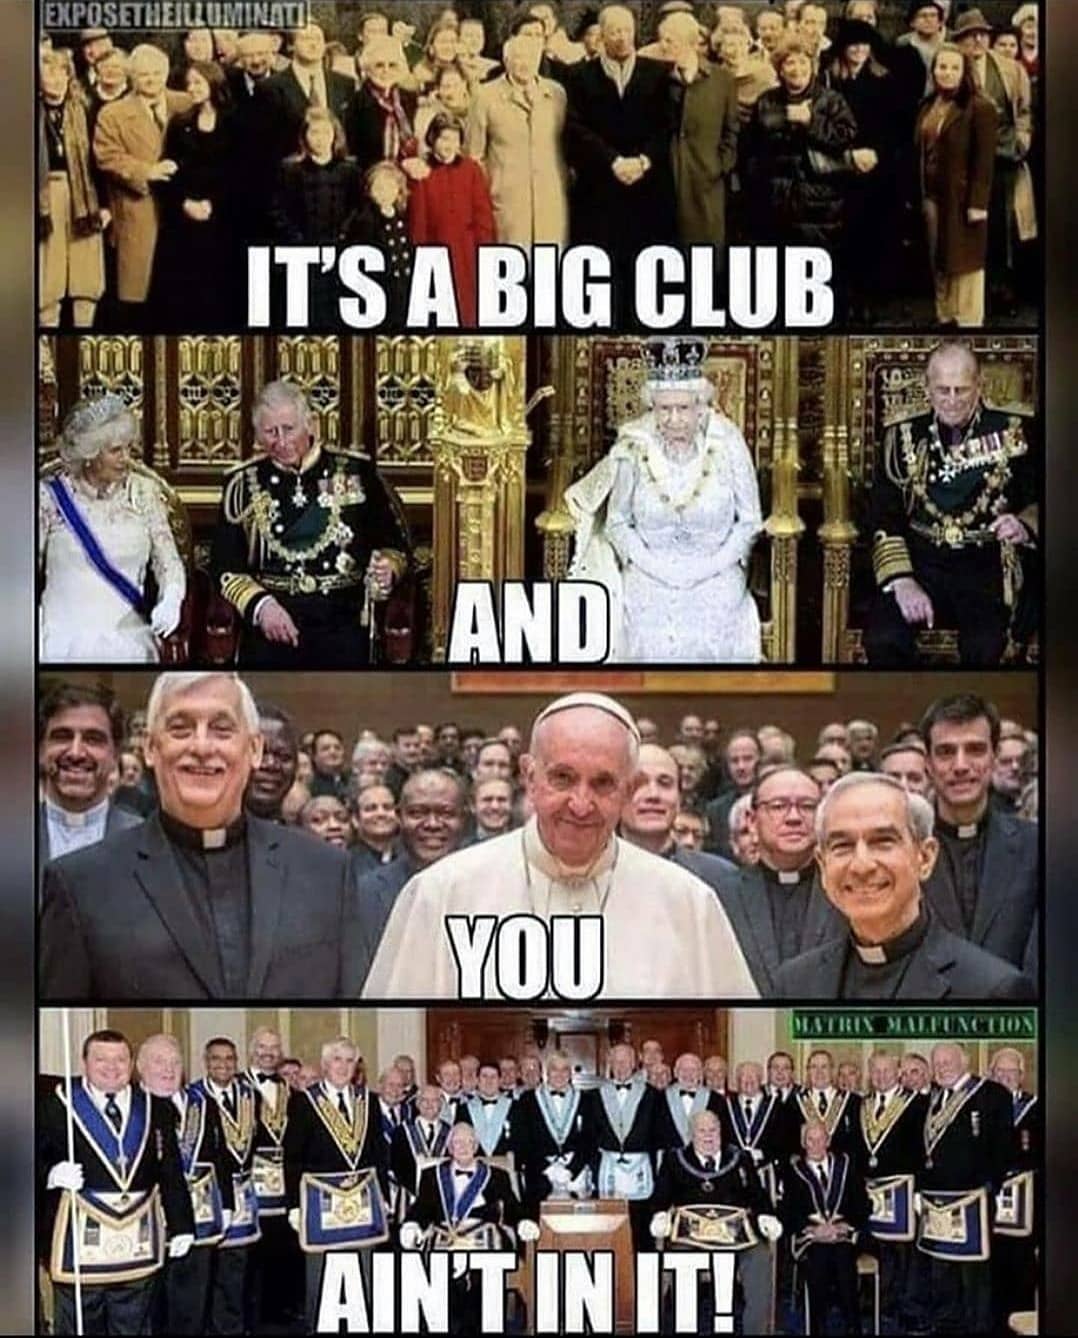 EXPOSETHEILLUMINATI
IT'S A BIG CLUB
AND
YOU
MATRIX MALFUNCTION
AIN'T IN IT!